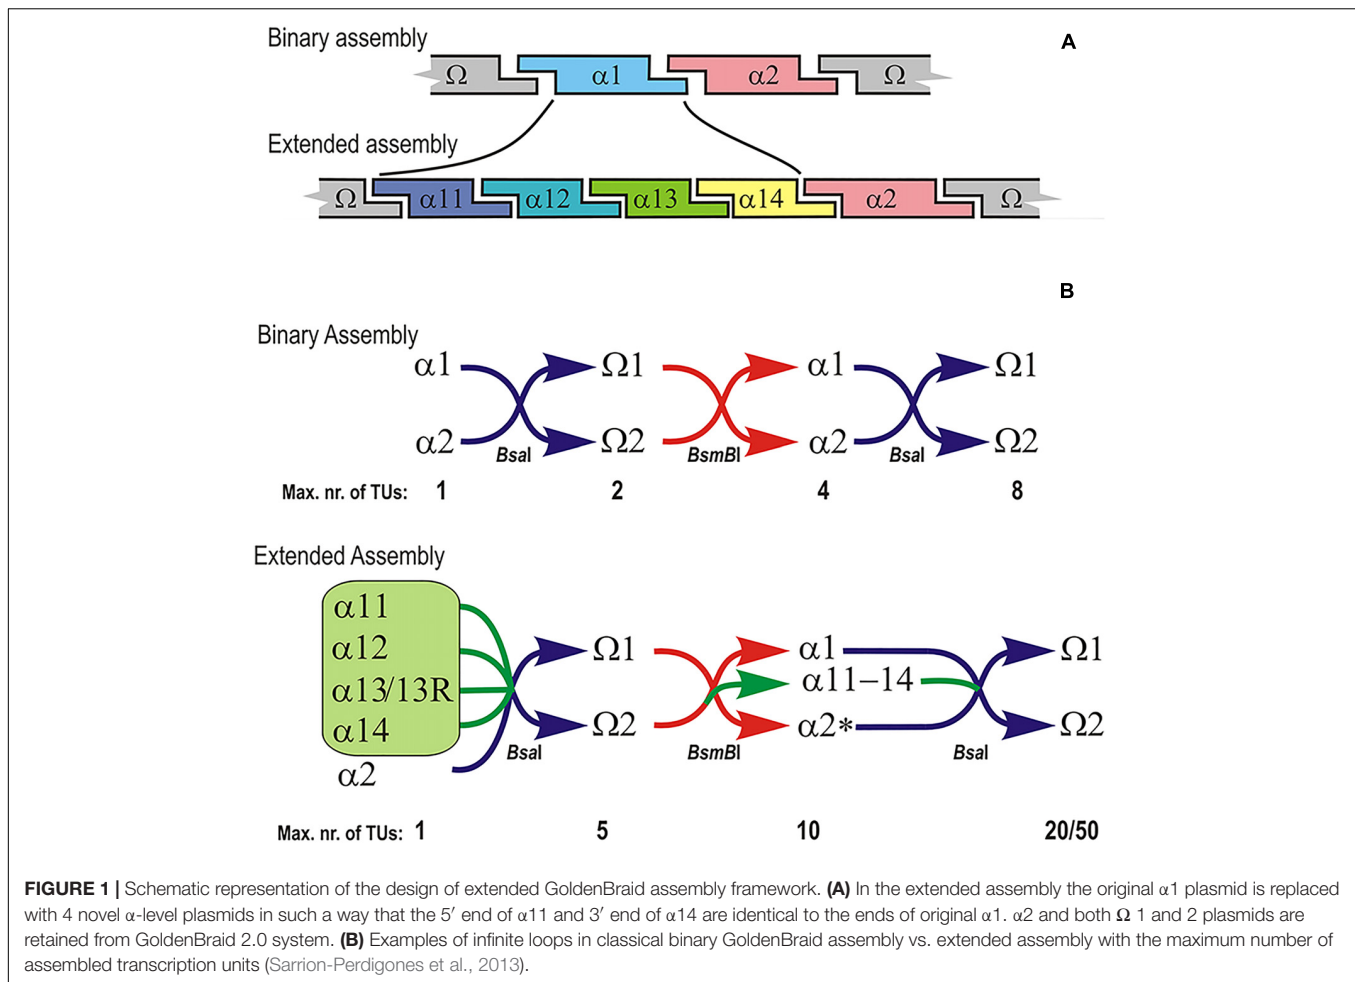 Binary assembly
A
Ω α1 α2 Ω
Extended assembly
Ω α11 α12 α13 α14 α2 Ω
B
Binary Assembly
α1 Ω1 α1 Ω1
α2 Ω2 α2 Ω2
BsaI BsmBI BsaI
Max. nr. of TUs: 1 2 4 8
Extended Assembly
α11
α12 Ω1 α1 Ω1
α13/13R α11–14
α14 Ω2 α2* Ω2
BsaI BsmBI BsaI
α2
Max. nr. of TUs: 1 5 10 20/50
FIGURE 1 | Schematic representation of the design of extended GoldenBraid assembly framework. (A) In the extended assembly the original α1 plasmid is replaced
with 4 novel α-level plasmids in such a way that the 5′ end of α11 and 3′ end of α14 are identical to the ends of original α1. α2 and both Ω 1 and 2 plasmids are
retained from GoldenBraid 2.0 system. (B) Examples of infinite loops in classical binary GoldenBraid assembly vs. extended assembly with the maximum number of
assembled transcription units (Sarrion-Perdigones et al., 2013).